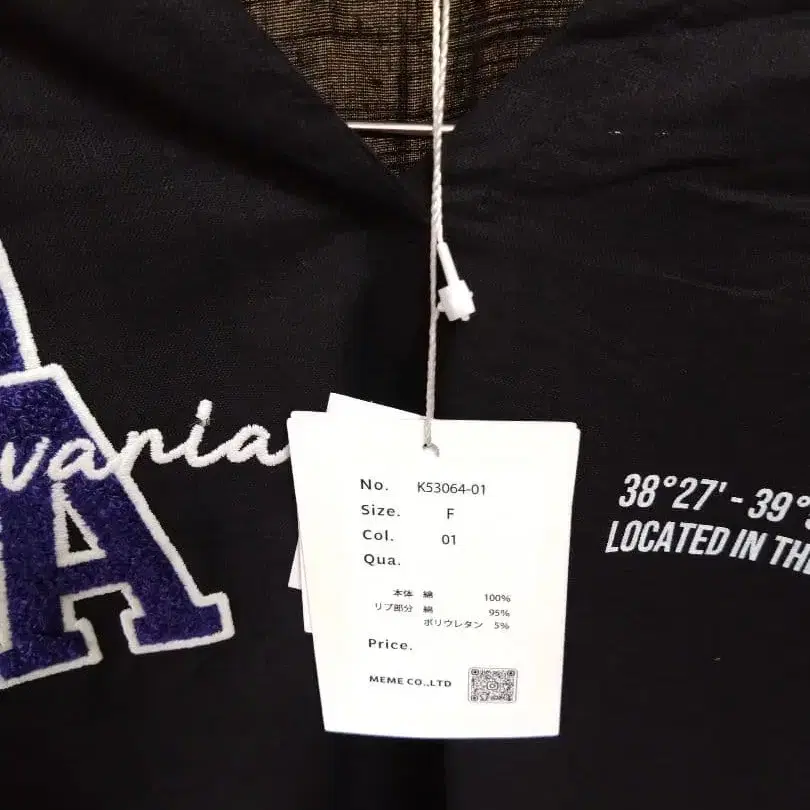 A
vania
38°27' - 39°
LOCATED IN THE
No. K53064-01
Size. F
Col. 01
Qua.
本体 綿 100%
リブ部分 綿 95%
ポリウレタン 5%
Price.
MEME CO.,LTD